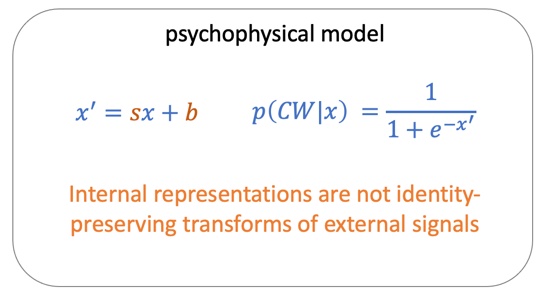 psychophysical model
x′ = sx + b p(CW|x) = 1 / (1 + e^{−x′})
Internal representations are not identity-
preserving transforms of external signals